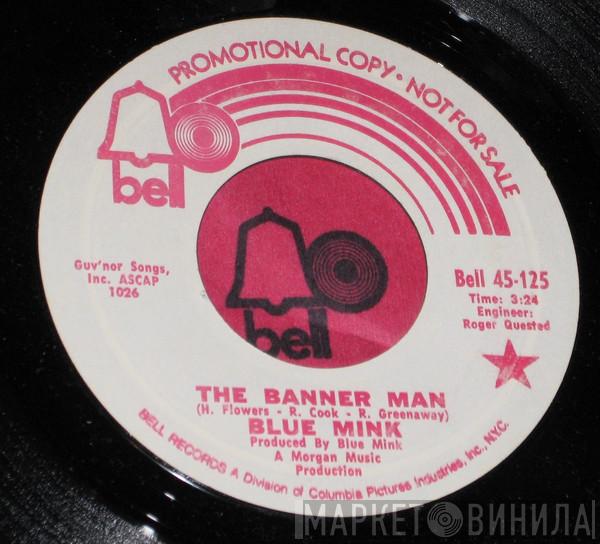 PROMOTIONAL COPY • NOT FOR SALE
bell
Guv'nor Songs,
Inc. ASCAP
1026
Bell 45-125
Time: 3:24
Engineer:
Roger Quested
bell
THE BANNER MAN
(H. Flowers - R. Cook - R. Greenaway)
BLUE MINK
Produced By Blue Mink
A Morgan Music
Production
BELL RECORDS A Division of Columbia Pictures Industries, Inc., N.Y.C.
МАРКЕТ ВИНИЛА